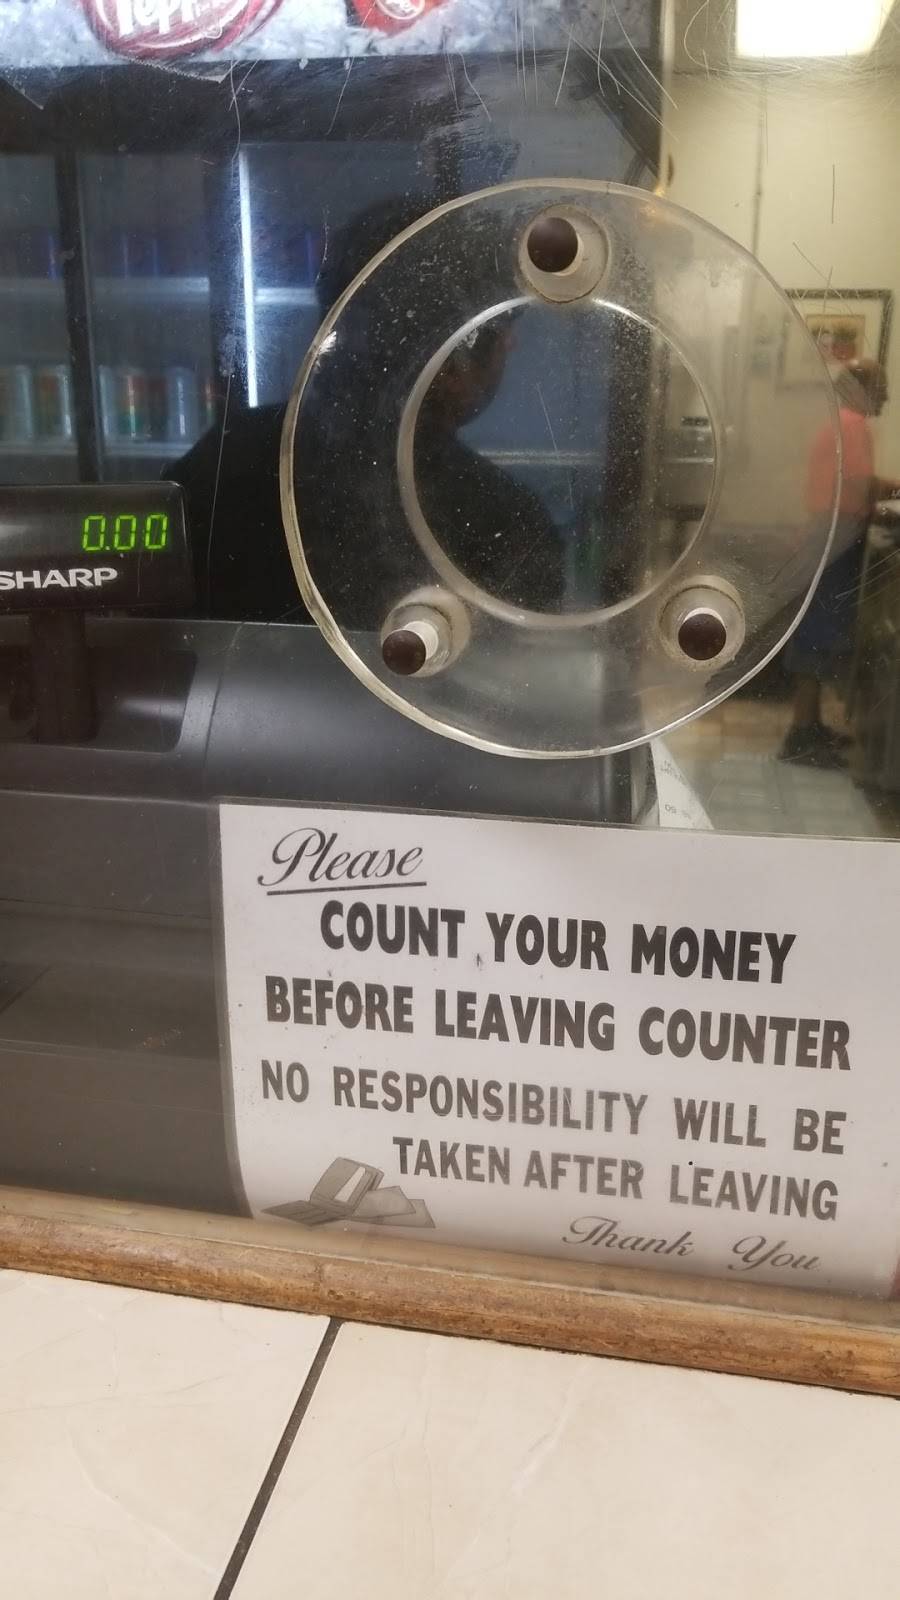 Pepper
0.00
SHARP
Please
COUNT YOUR MONEY
BEFORE LEAVING COUNTER
NO RESPONSIBILITY WILL BE
TAKEN AFTER LEAVING
Thank You